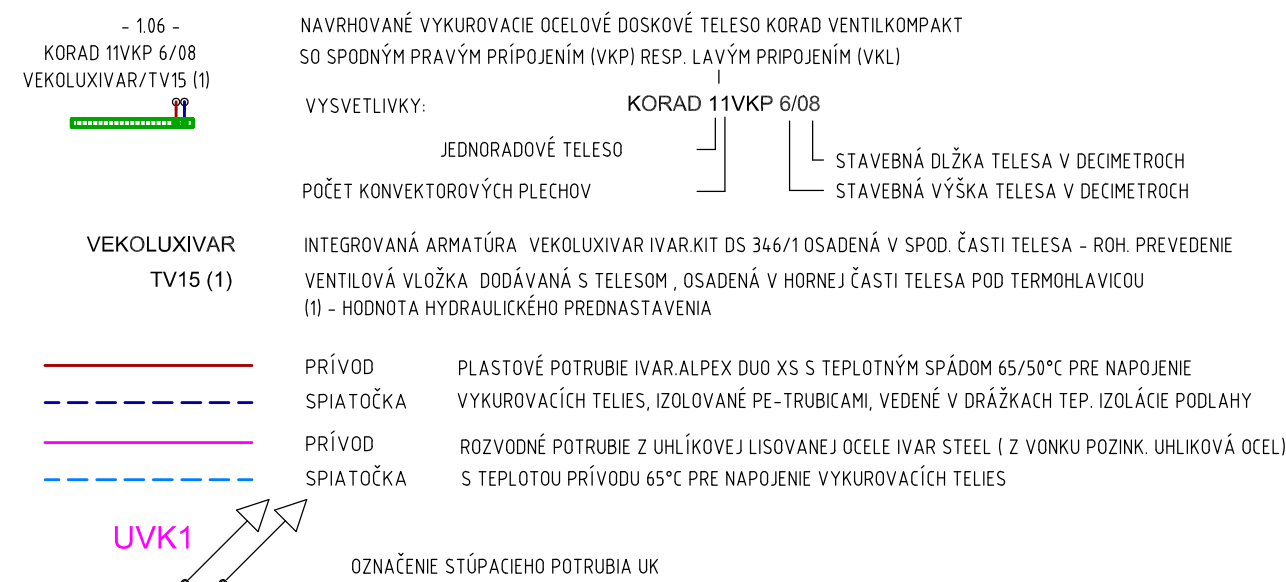 - 1.06 -
KORAD 11VKP 6/08
VEKOLUXIVAR/TV15 (1)
NAVRHOVANÉ VYKUROVACIE OCELOVÉ DOSKOVÉ TELESO KORAD VENTILKOMPAKT
SO SPODNÝM PRAVÝM PRÍPOJENÍM (VKP) RESP. LAVÝM PRIPOJENÍM (VKL)
VYSVETLIVKY:
KORAD 11VKP 6/08
JEDNORADOVÉ TELESO
STAVEBNÁ DLŽKA TELESA V DECIMETROCH
POČET KONVEKTOROVÝCH PLECHOV
STAVEBNÁ VÝŠKA TELESA V DECIMETROCH
VEKOLUXIVAR
INTEGROVANÁ ARMATÚRA VEKOLUXIVAR IVAR.KIT DS 346/1 OSADENÁ V SPOD. ČASTI TELESA - ROH. PREVEDENIE
TV15 (1)
VENTILOVÁ VLOŽKA DODÁVANÁ S TELESOM , OSADENÁ V HORNEJ ČASTI TELESA POD TERMOHLAVICOU
(1) - HODNOTA HYDRAULICKÉHO PREDNASTAVENIA
PRÍVOD
PLASTOVÉ POTRUBIE IVAR.ALPEX DUO XS S TEPLOTNÝM SPÁDOM 65/50°C PRE NAPOJENIE
SPIATOČKA
VYKUROVACÍCH TELIES, IZOLOVANÉ PE-TRUBICAMI, VEDENÉ V DRÁŽKACH TEP. IZOLÁCIE PODLAHY
PRÍVOD
ROZVODNÉ POTRUBIE Z UHLÍKOVEJ LISOVANEJ OCELE IVAR STEEL ( Z VONKU POZINK. UHLIKOVÁ OCEL)
SPIATOČKA
S TEPLOTOU PRÍVODU 65°C PRE NAPOJENIE VYKUROVACÍCH TELIES
UVK1
OZNAČENIE STÚPACIEHO POTRUBIA UK